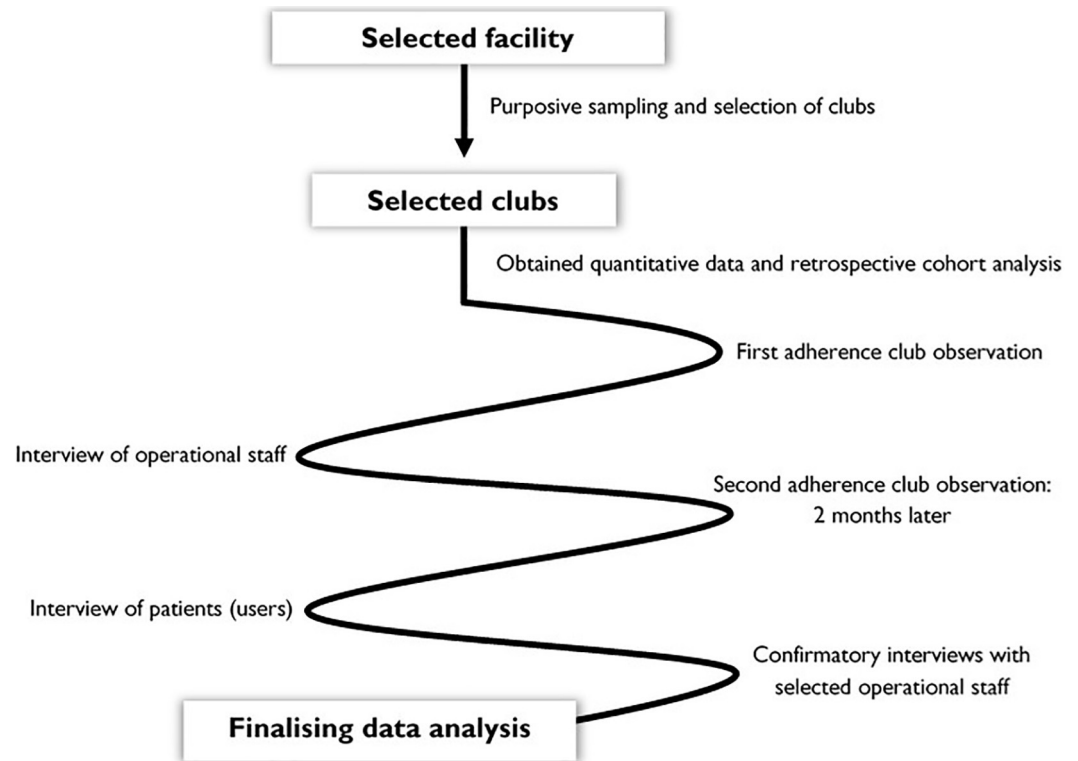 Selected facility
Purposive sampling and selection of clubs
Selected clubs
Obtained quantitative data and retrospective cohort analysis
First adherence club observation
Interview of operational staff
Second adherence club observation:
2 months later
Interview of patients (users)
Confirmatory interviews with
selected operational staff
Finalising data analysis